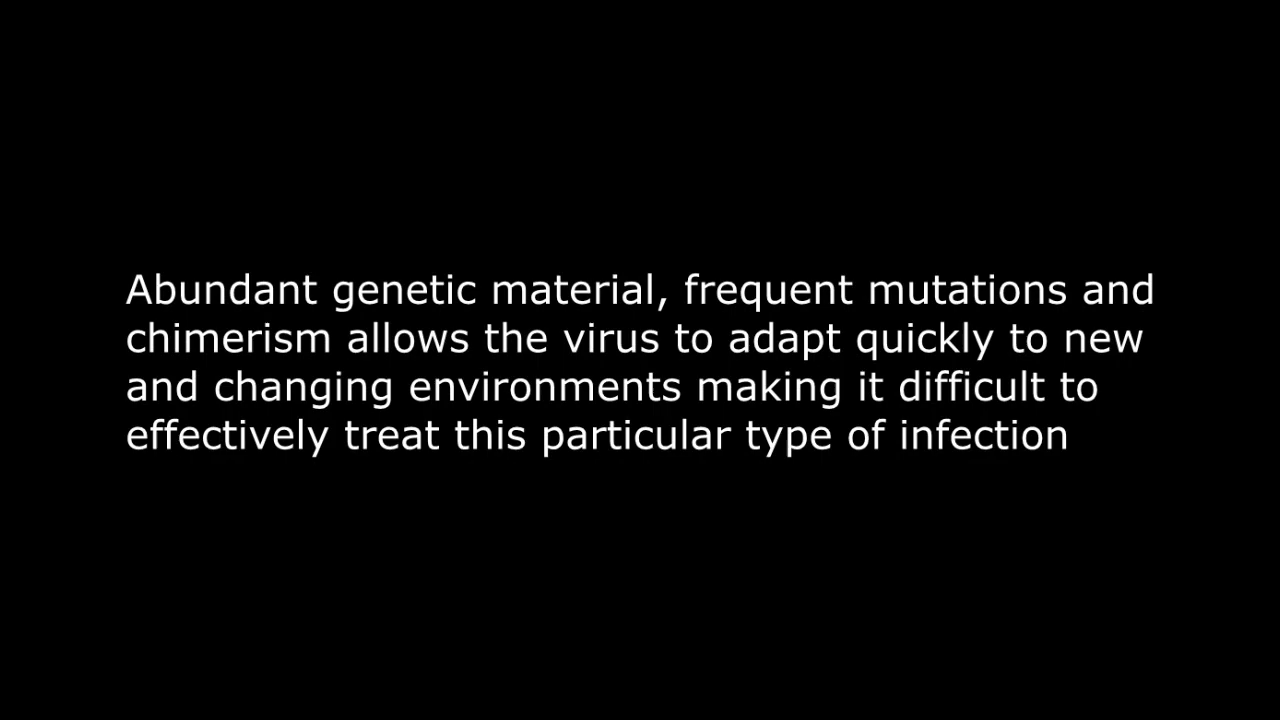 Abundant genetic material, frequent mutations and
chimerism allows the virus to adapt quickly to new
and changing environments making it difficult to
effectively treat this particular type of infection